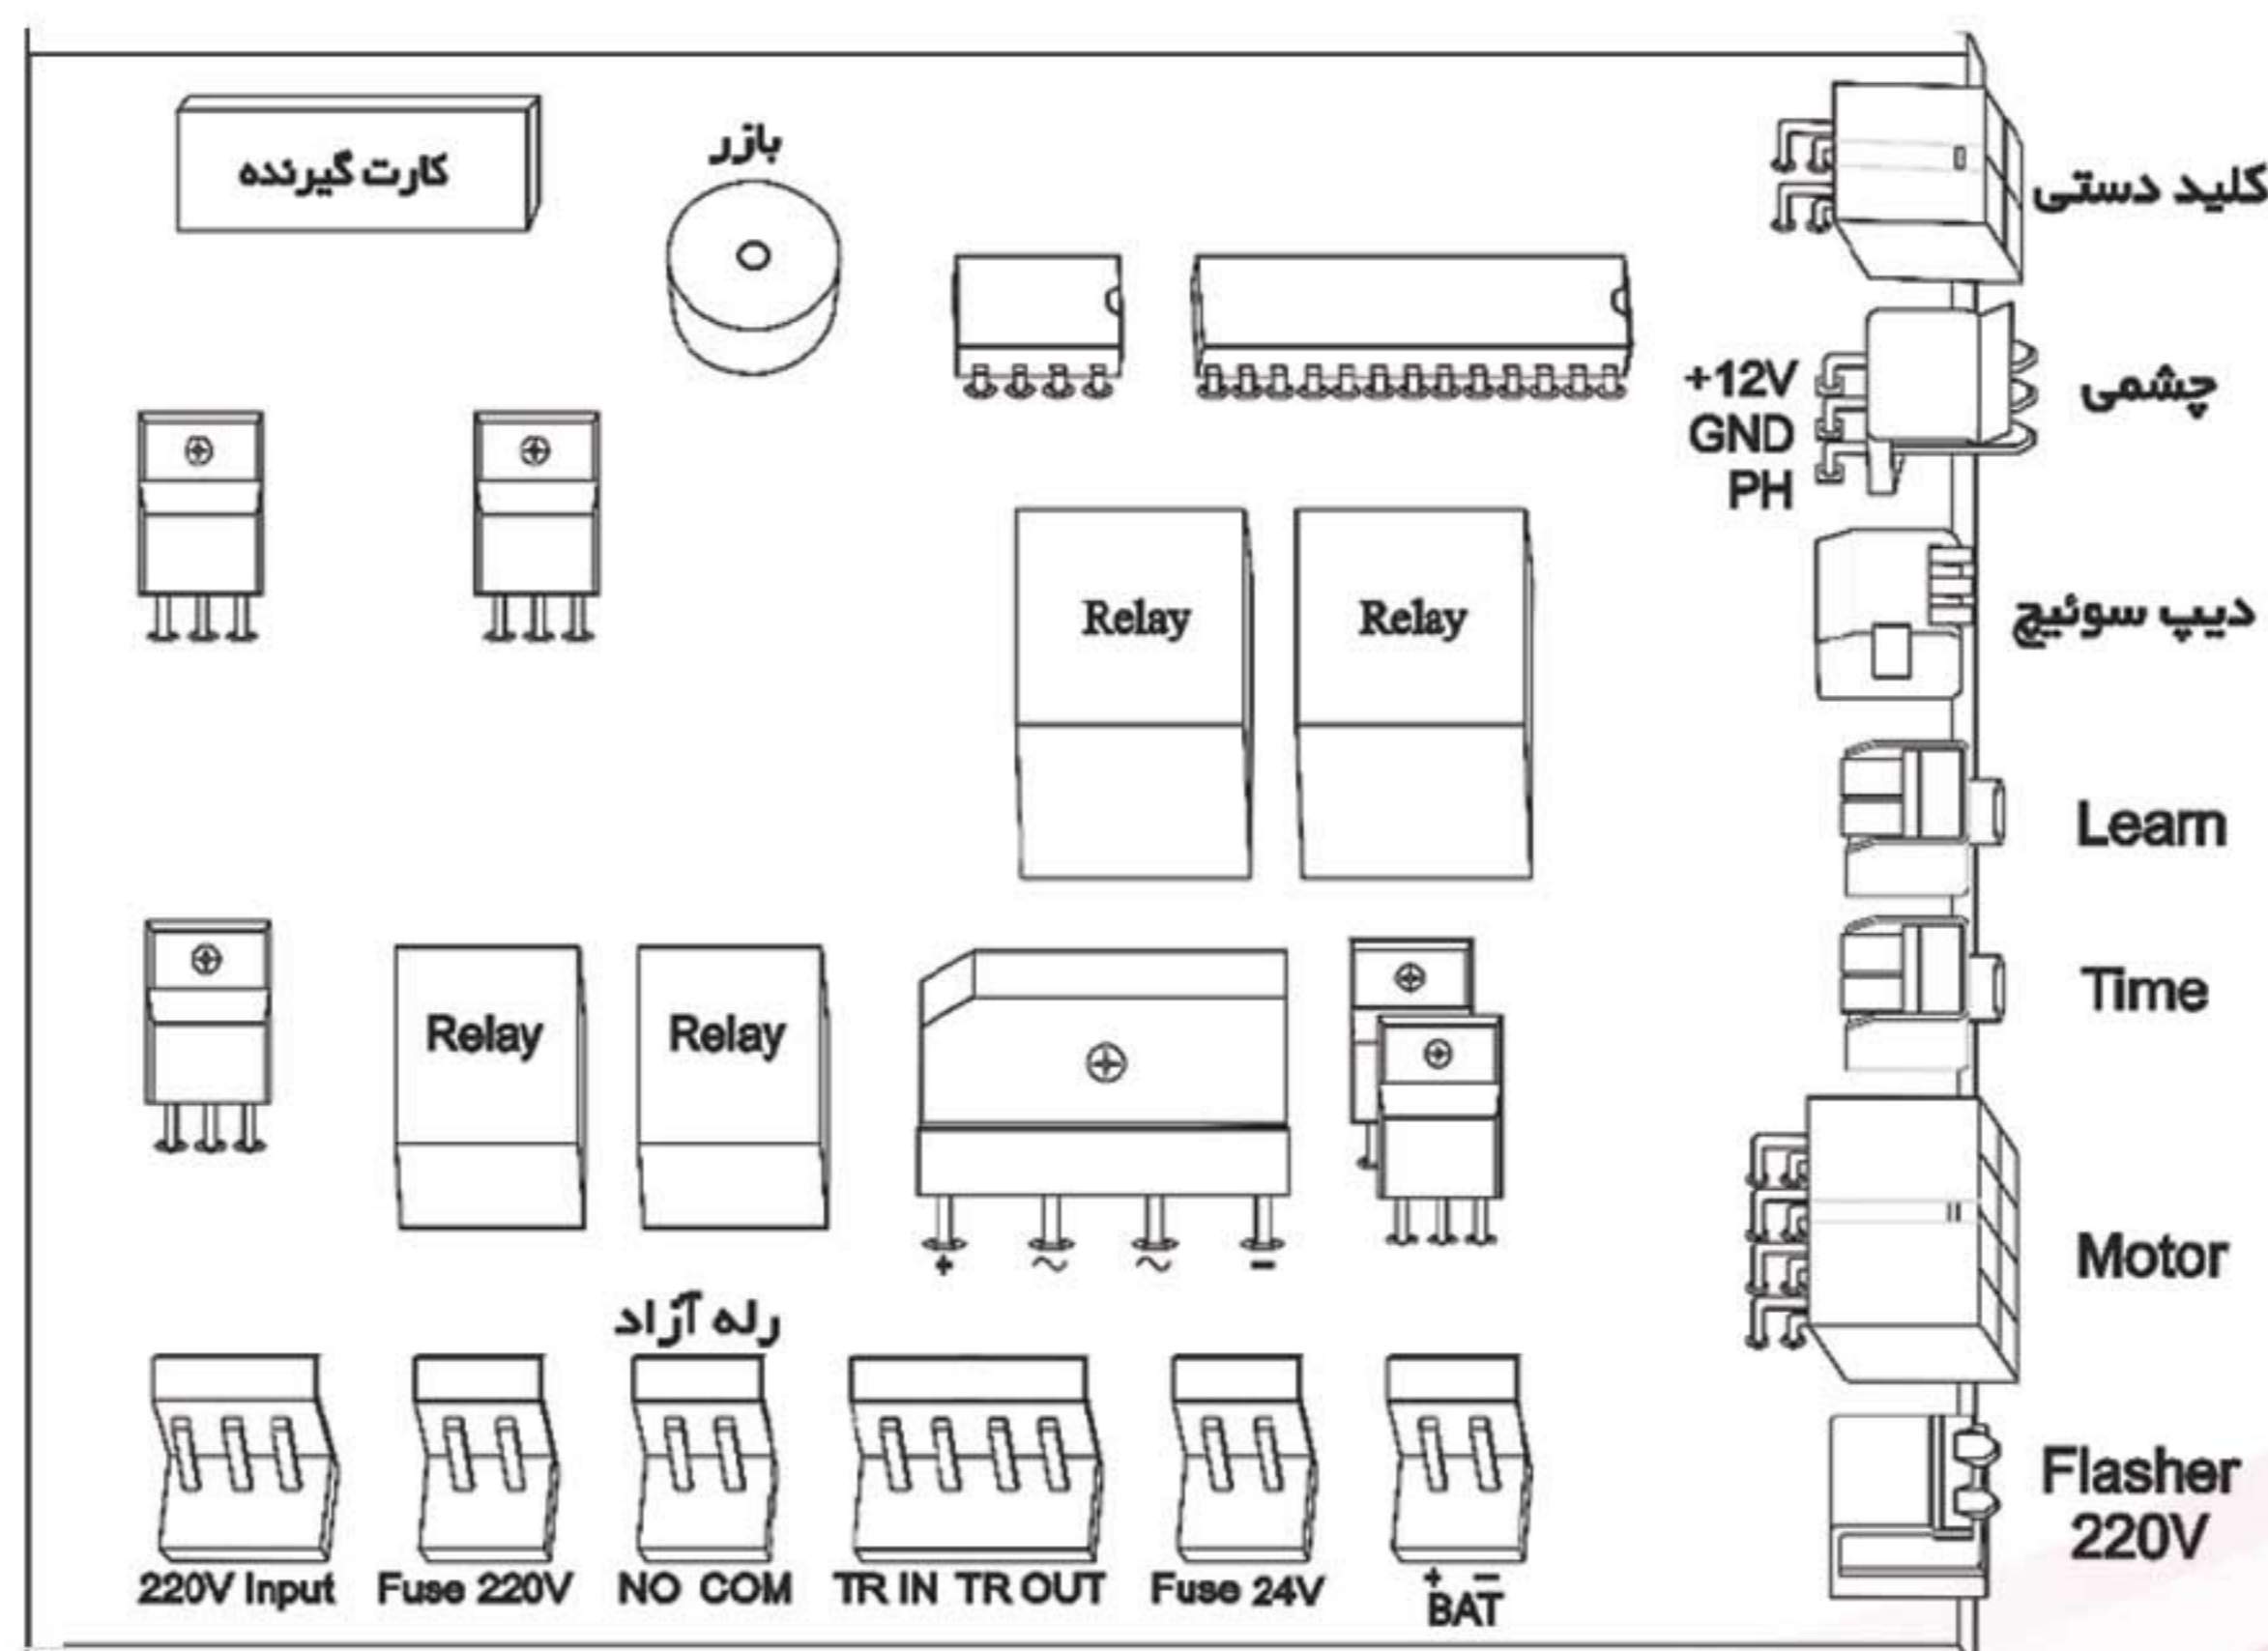 کارت گیرنده
بازر
کلید دستی
+12V
GND
PH
چشمی
Relay
Relay
دیپ سوئیچ
Learn
Time
Relay
Relay
+ ~ ~ −
Motor
رله آزاد
Flasher
220V
220V Input
Fuse 220V
NO COM
TR IN TR OUT
Fuse 24V
+ −
BAT